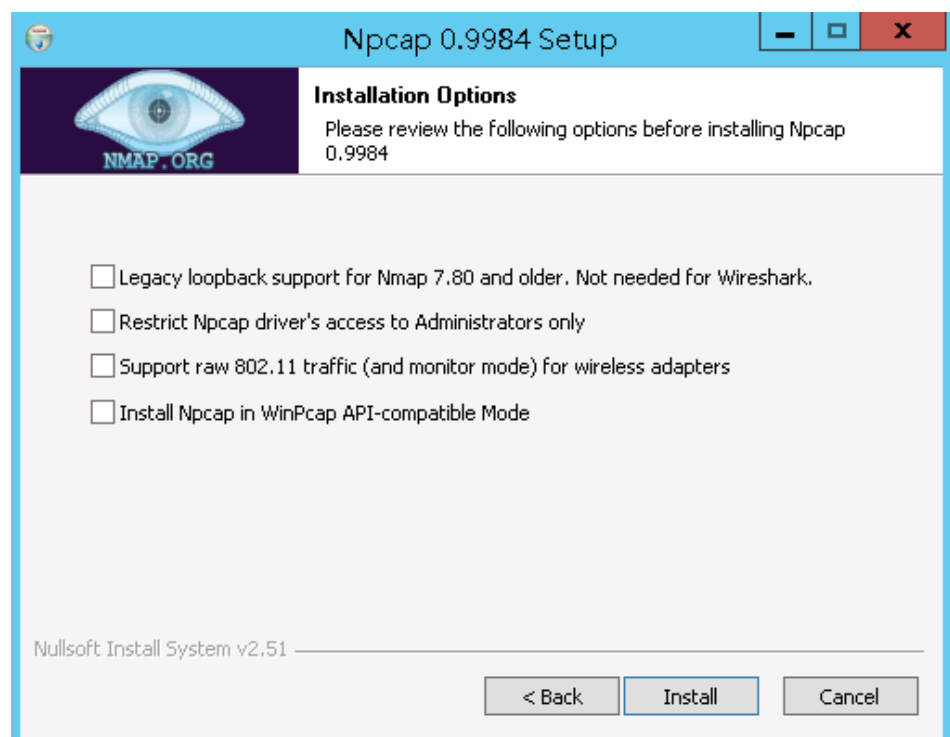 Npcap 0.9984 Setup
Installation Options
Please review the following options before installing Npcap
0.9984
NMAP.ORG
Legacy loopback support for Nmap 7.80 and older. Not needed for Wireshark.
Restrict Npcap driver's access to Administrators only
Support raw 802.11 traffic (and monitor mode) for wireless adapters
Install Npcap in WinPcap API-compatible Mode
Nullsoft Install System v2.51
< Back Install Cancel